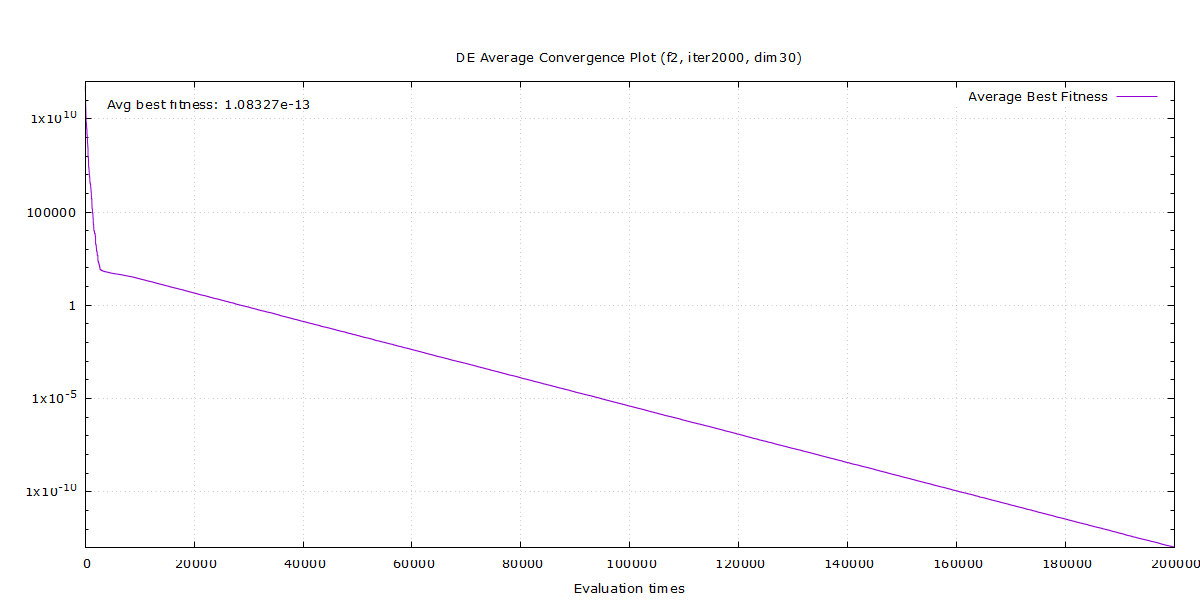 DE Average Convergence Plot (f2, iter2000, dim30)
Avg best fitness: 1.08327e-13
Average Best Fitness
1x10^10
100000
1
1x10^-5
1x10^-10
0 20000 40000 60000 80000 100000 120000 140000 160000 180000 200000
Evaluation times